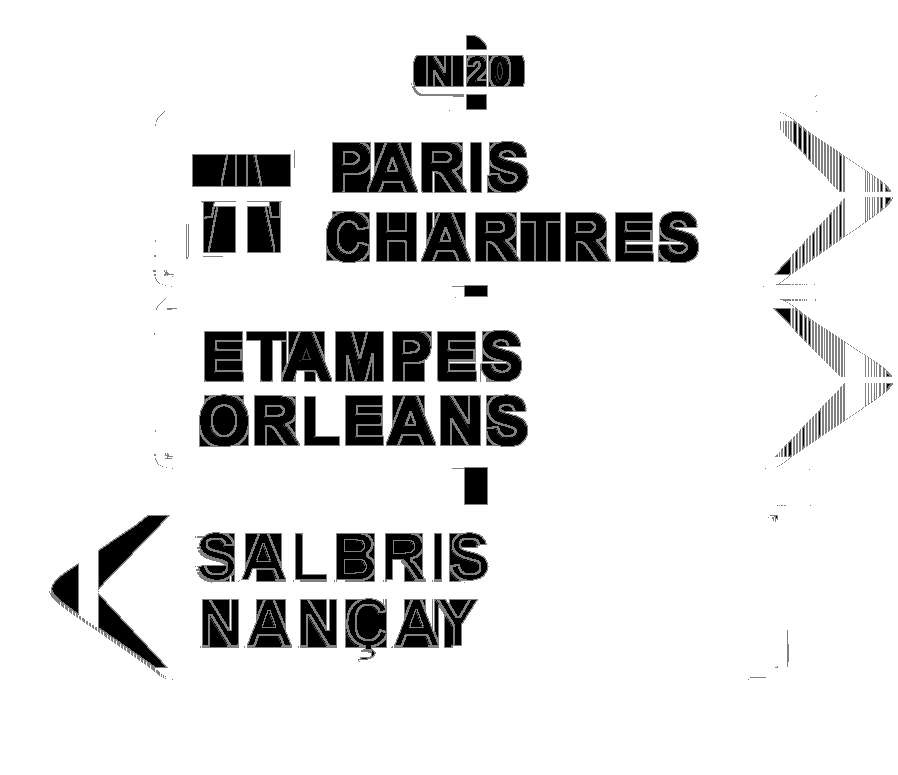 N 20
PARIS
CHARTRES
ETAMPES
ORLEANS
SALBRIS
NANÇAY